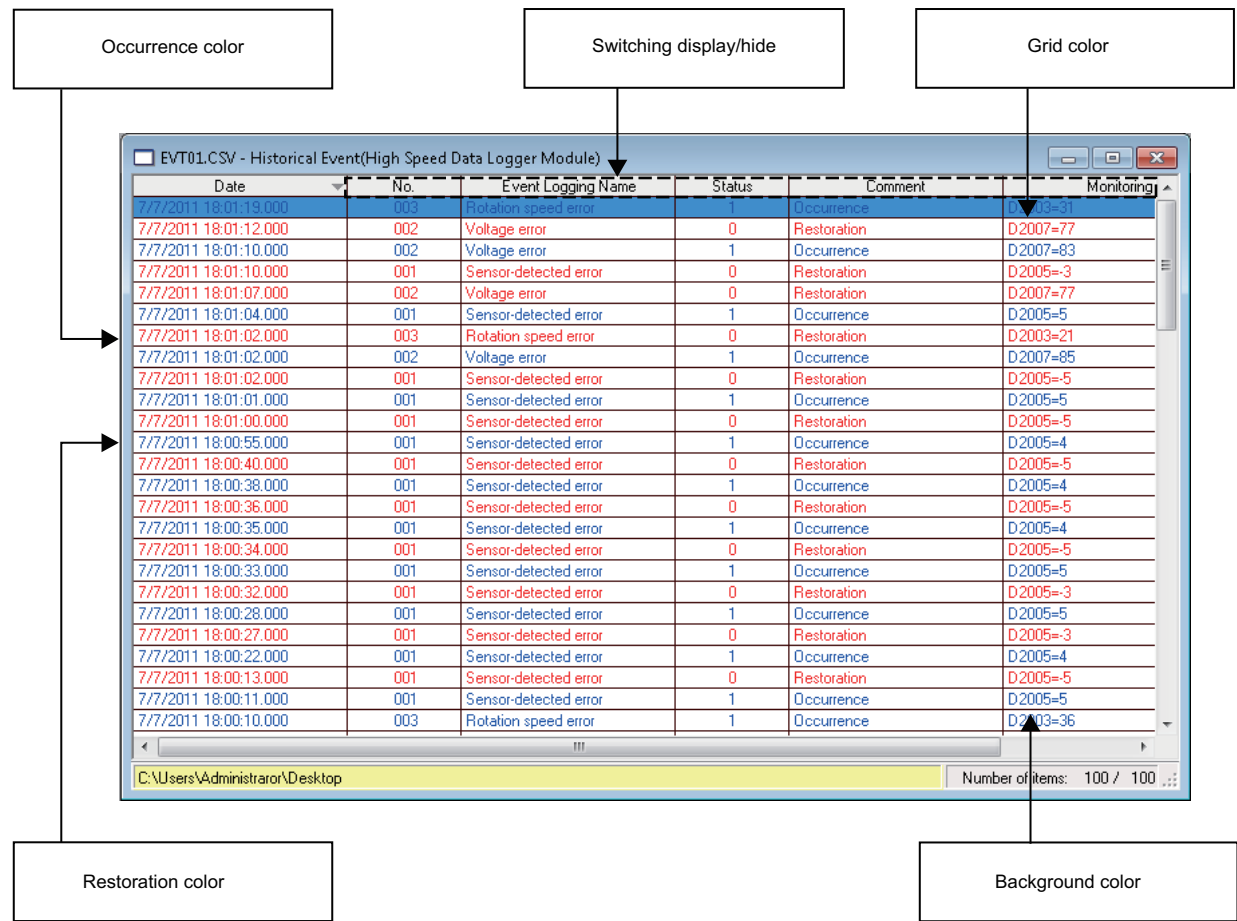 Occurrence color
Switching display/hide
Grid color
EVT01.CSV - Historical Event(High Speed Data Logger Module)
Date No. Event Logging Name Status Comment Monitoring
7/7/2011 18:01:19.000 003 Rotation speed error 1 Occurrence D2003=31
7/7/2011 18:01:12.000 002 Voltage error 0 Restoration D2007=77
7/7/2011 18:01:10.000 002 Voltage error 1 Occurrence D2007=83
7/7/2011 18:01:10.000 001 Sensor-detected error 0 Restoration D2005=-3
7/7/2011 18:01:07.000 002 Voltage error 0 Restoration D2007=77
7/7/2011 18:01:04.000 001 Sensor-detected error 1 Occurrence D2005=5
7/7/2011 18:01:02.000 003 Rotation speed error 0 Restoration D2003=21
7/7/2011 18:01:02.000 002 Voltage error 1 Occurrence D2007=85
7/7/2011 18:01:02.000 001 Sensor-detected error 0 Restoration D2005=-5
7/7/2011 18:01:01.000 001 Sensor-detected error 1 Occurrence D2005=5
7/7/2011 18:01:00.000 001 Sensor-detected error 0 Restoration D2005=-5
7/7/2011 18:00:55.000 001 Sensor-detected error 1 Occurrence D2005=4
7/7/2011 18:00:40.000 001 Sensor-detected error 0 Restoration D2005=-5
7/7/2011 18:00:38.000 001 Sensor-detected error 1 Occurrence D2005=4
7/7/2011 18:00:36.000 001 Sensor-detected error 0 Restoration D2005=-5
7/7/2011 18:00:35.000 001 Sensor-detected error 1 Occurrence D2005=4
7/7/2011 18:00:34.000 001 Sensor-detected error 0 Restoration D2005=-5
7/7/2011 18:00:33.000 001 Sensor-detected error 1 Occurrence D2005=5
7/7/2011 18:00:32.000 001 Sensor-detected error 0 Restoration D2005=-3
7/7/2011 18:00:28.000 001 Sensor-detected error 1 Occurrence D2005=5
7/7/2011 18:00:27.000 001 Sensor-detected error 0 Restoration D2005=-3
7/7/2011 18:00:22.000 001 Sensor-detected error 1 Occurrence D2005=4
7/7/2011 18:00:13.000 001 Sensor-detected error 0 Restoration D2005=-5
7/7/2011 18:00:11.000 001 Sensor-detected error 1 Occurrence D2005=5
7/7/2011 18:00:10.000 003 Rotation speed error 1 Occurrence D2003=36
C:\Users\Administraror\Desktop Number of items: 100 / 100
Restoration color
Background color